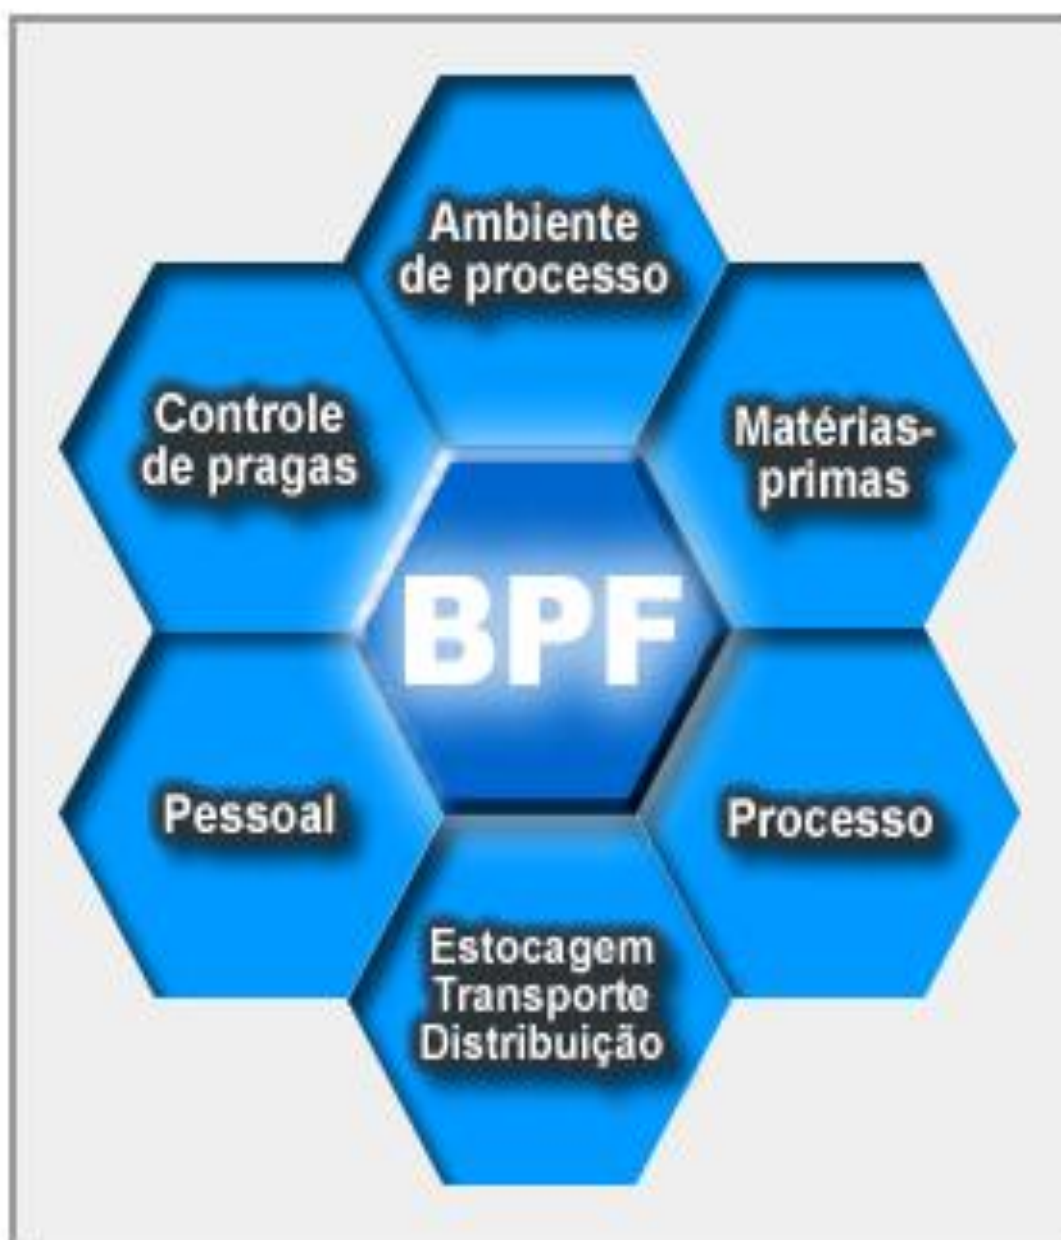 Ambiente
de processo
Controle
de pragas
Matérias-
primas
BPF
Pessoal
Processo
Estocagem
Transporte
Distribuição